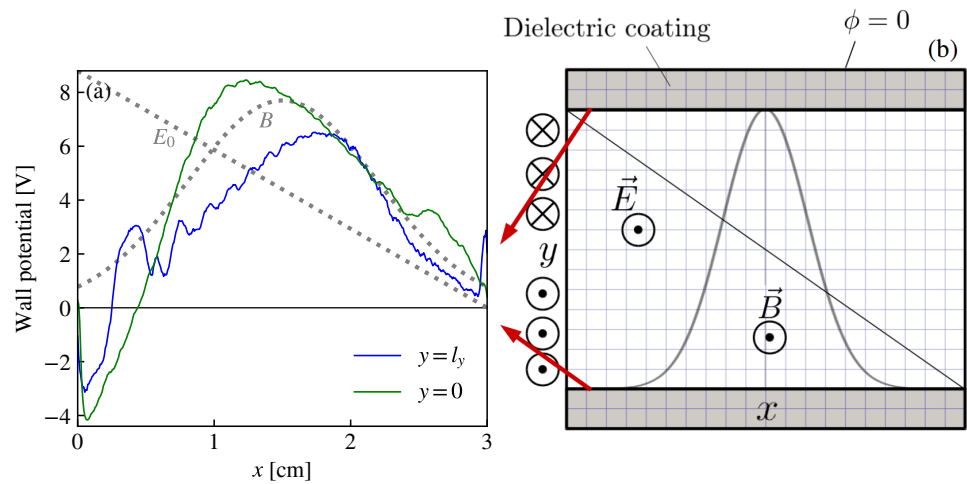 (a)
Wall potential [V]
8
6
4
2
0
−2
−4
E₀
B
y = l_y
y = 0
0
1
2
3
x [cm]
Dielectric coating
ϕ = 0
(b)
E⃗
y
B⃗
x